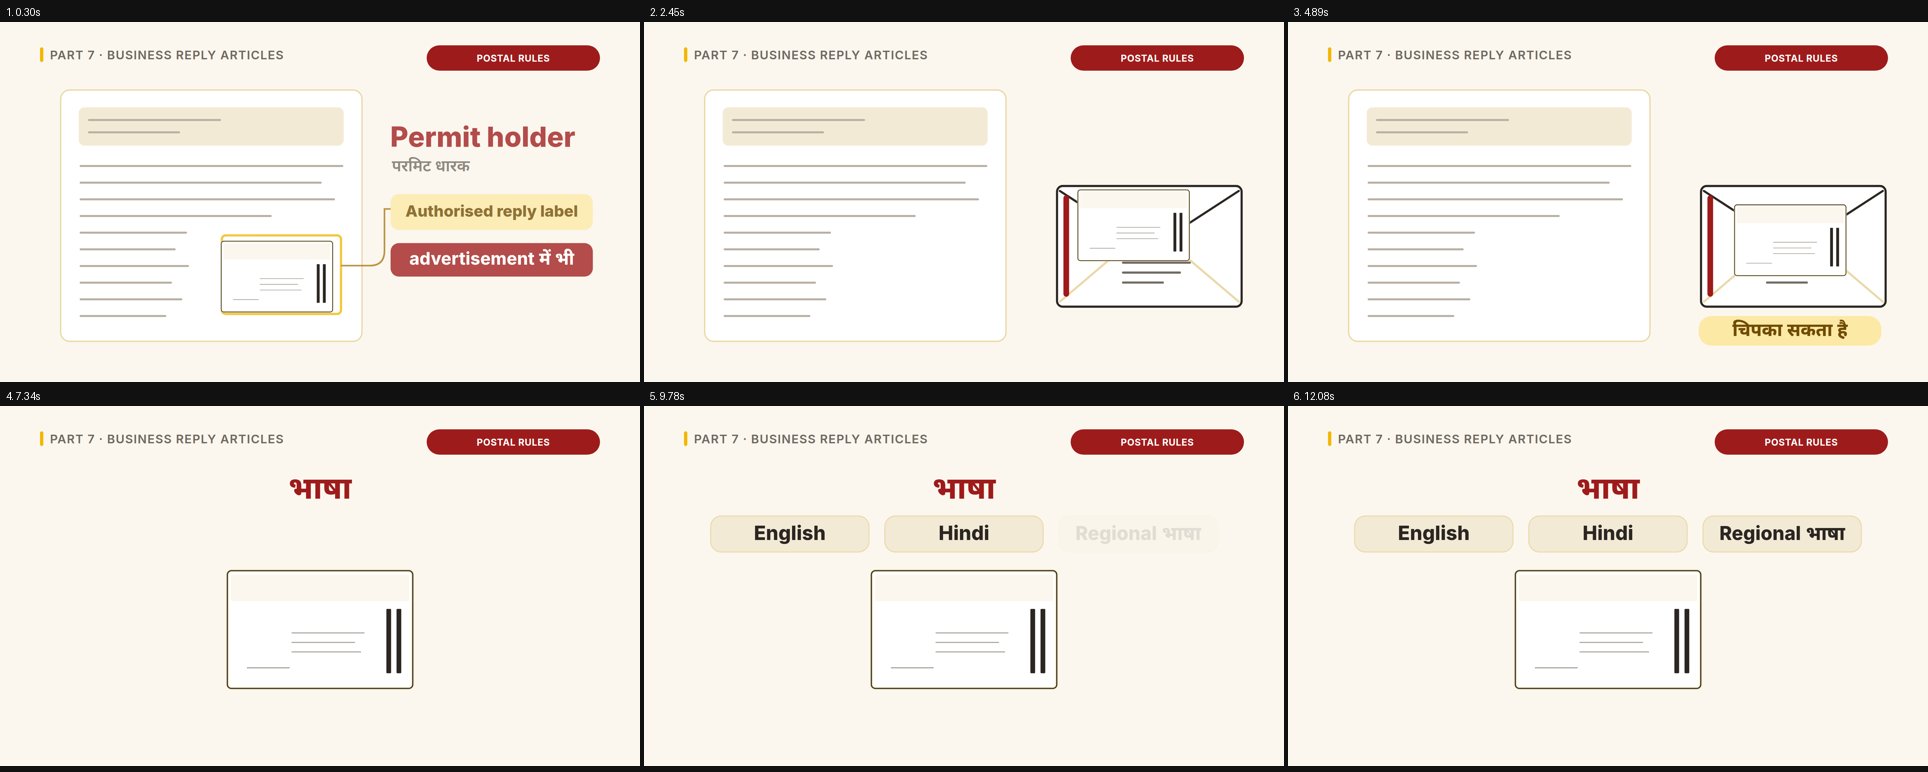 1. 0.30s
PART 7 · BUSINESS REPLY ARTICLES
POSTAL RULES
Permit holder
परमिट धारक
Authorised reply label
advertisement में भी
2. 2.45s
PART 7 · BUSINESS REPLY ARTICLES
POSTAL RULES
3. 4.89s
PART 7 · BUSINESS REPLY ARTICLES
POSTAL RULES
चिपका सकता है
4. 7.34s
PART 7 · BUSINESS REPLY ARTICLES
POSTAL RULES
भाषा
5. 9.78s
PART 7 · BUSINESS REPLY ARTICLES
POSTAL RULES
भाषा
English
Hindi
Regional भाषा
6. 12.08s
PART 7 · BUSINESS REPLY ARTICLES
POSTAL RULES
भाषा
English
Hindi
Regional भाषा